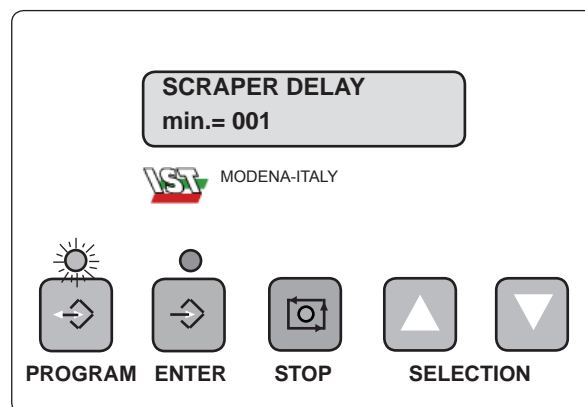 SCRAPER DELAY
min.= 001
IST
MODENA-ITALY
PROGRAM ENTER STOP SELECTION